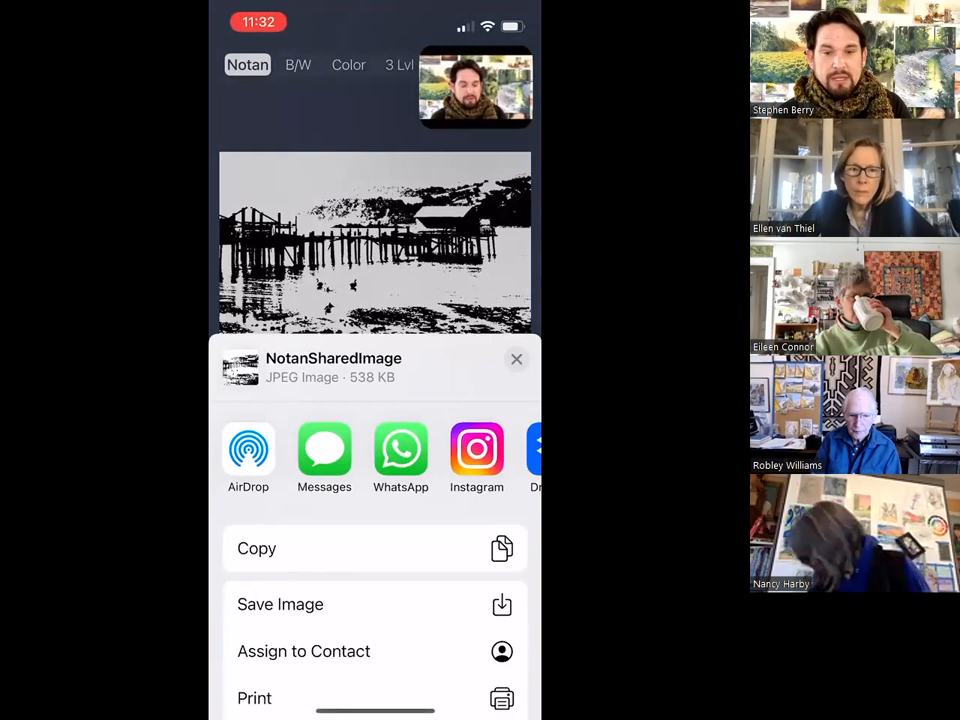 11:32
Notan B/W Color 3 Lvl
NotanSharedImage
JPEG Image · 538 KB
AirDrop Messages WhatsApp Instagram
Copy
Save Image
Assign to Contact
Print
Stephen Berry
Ellen van Thiel
Eileen Connor
Robley Williams
Nancy Harby